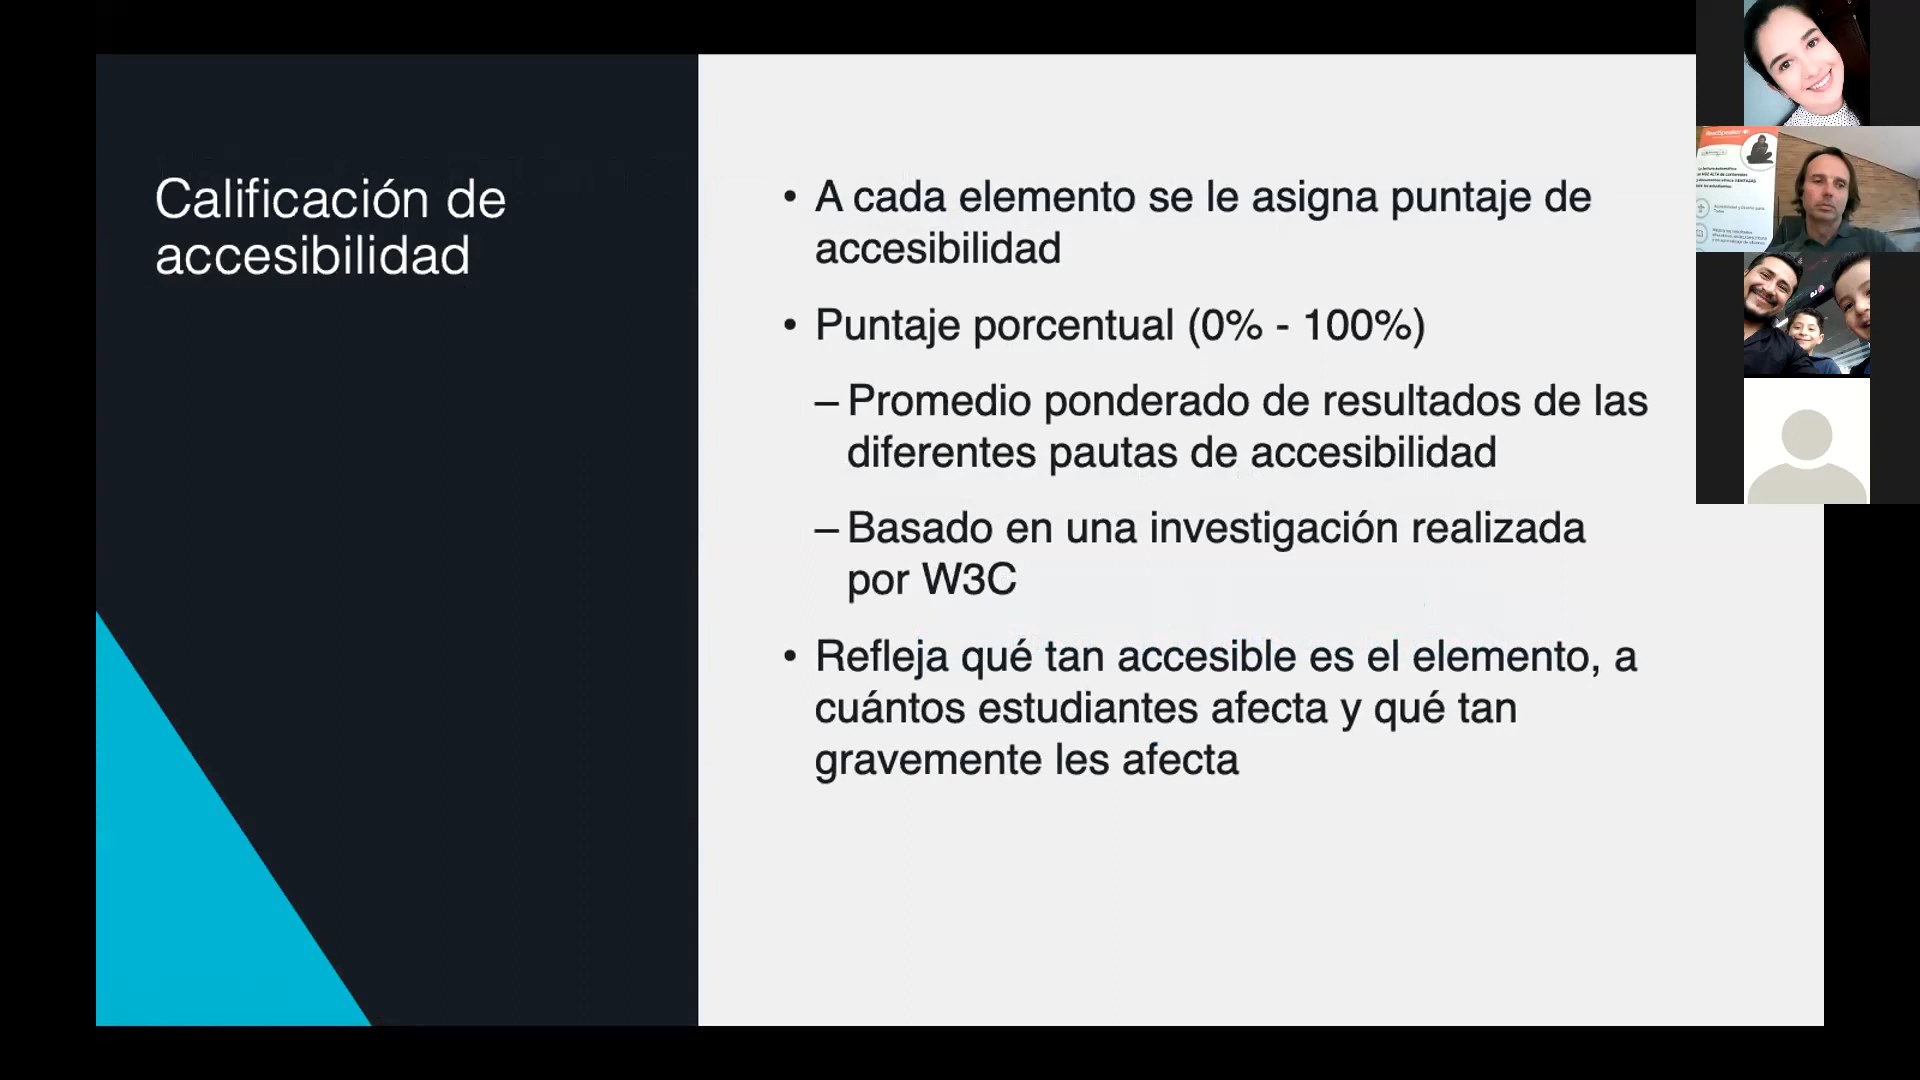 Calificación de
accesibilidad
• A cada elemento se le asigna puntaje de
accesibilidad
• Puntaje porcentual (0% - 100%)
– Promedio ponderado de resultados de las
diferentes pautas de accesibilidad
– Basado en una investigación realizada
por W3C
• Refleja qué tan accesible es el elemento, a
cuántos estudiantes afecta y qué tan
gravemente les afecta
ReadSpeaker